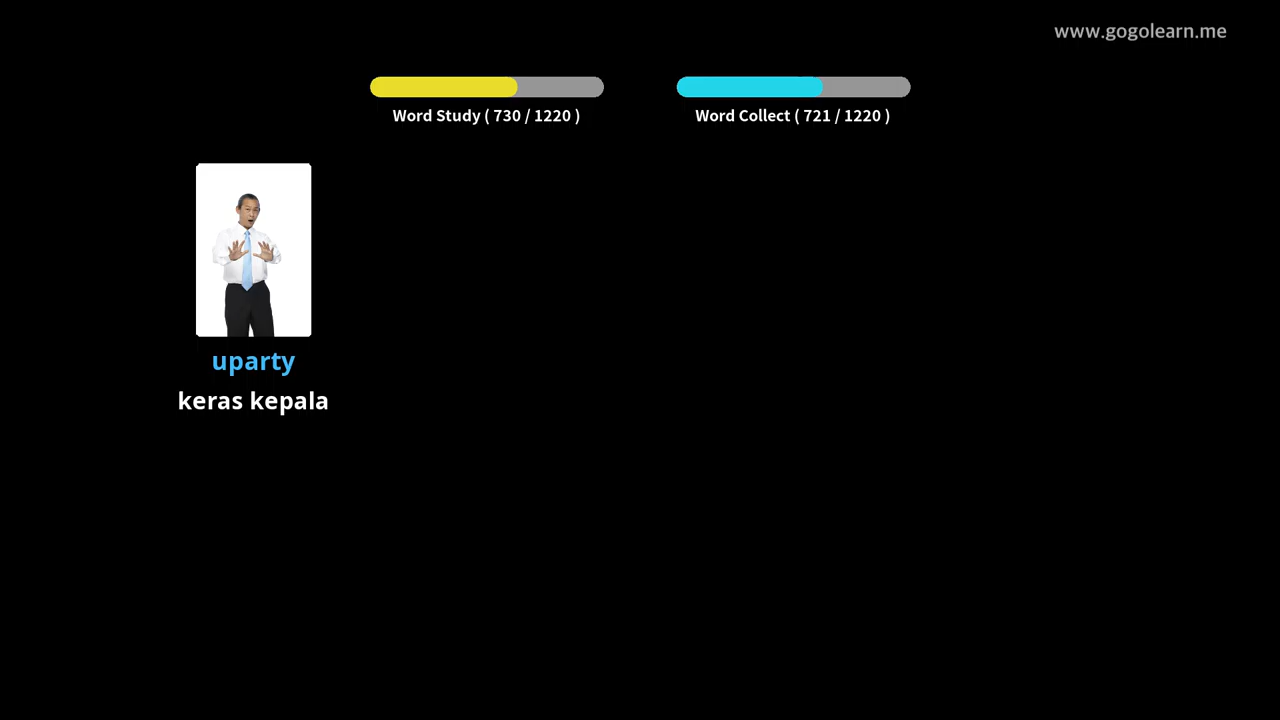 www.gogolearn.me
Word Study ( 730 / 1220 )
Word Collect ( 721 / 1220 )
uparty
keras kepala